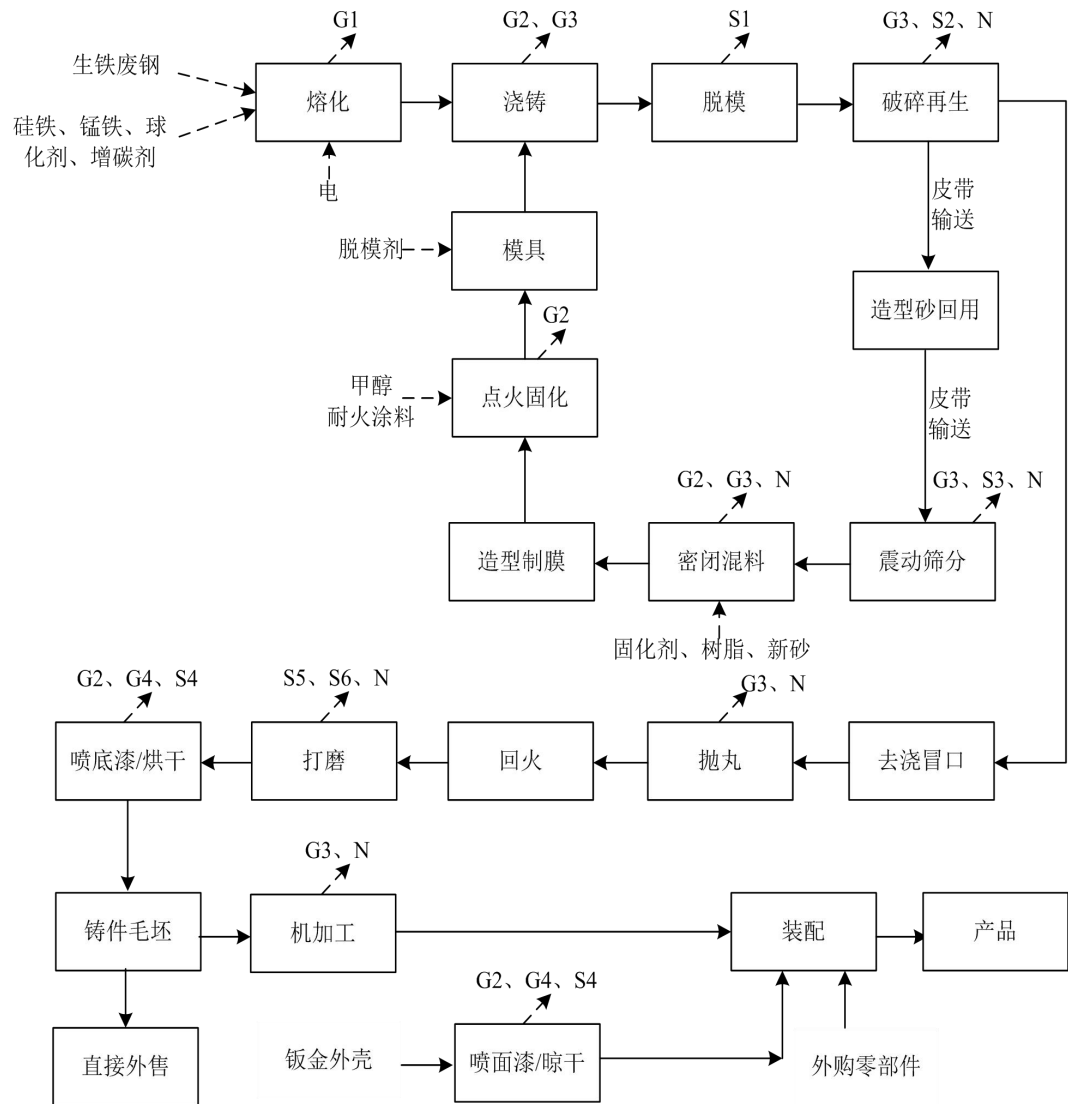 G1
G2、G3
S1
G3、S2、N
生铁废钢
熔化
浇铸
脱模
破碎再生
硅铁、锰铁、球
化剂、增碳剂
电
皮带
输送
脱模剂
模具
造型砂回用
G2
甲醇
耐火涂料
点火固化
皮带
输送
G2、G3、N
G3、S3、N
造型制膜
密闭混料
震动筛分
固化剂、树脂、新砂
G2、G4、S4
S5、S6、N
G3、N
喷底漆/烘干
打磨
回火
抛丸
去浇冒口
G3、N
铸件毛坯
机加工
装配
产品
G2、G4、S4
直接外售
钣金外壳
喷面漆/晾干
外购零部件